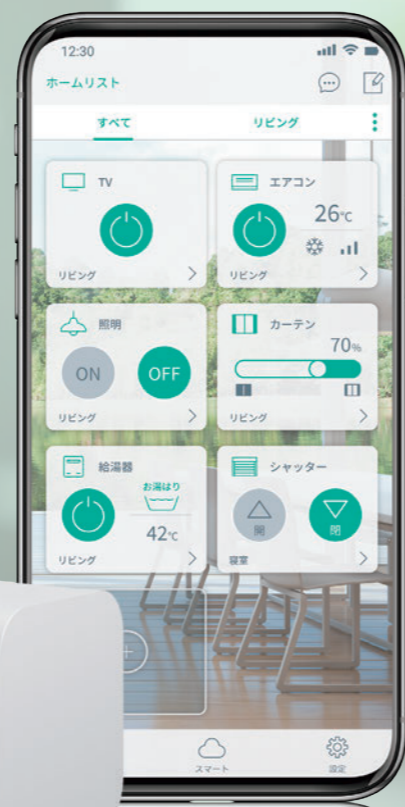 12:30
ホームリスト
すべて リビング
TV
リビング
エアコン
26℃
リビング
照明
ON OFF
リビング
カーテン
70%
リビング
給湯器
お湯はり
42℃
リビング
シャッター
開 閉
寝室
スマート 設定